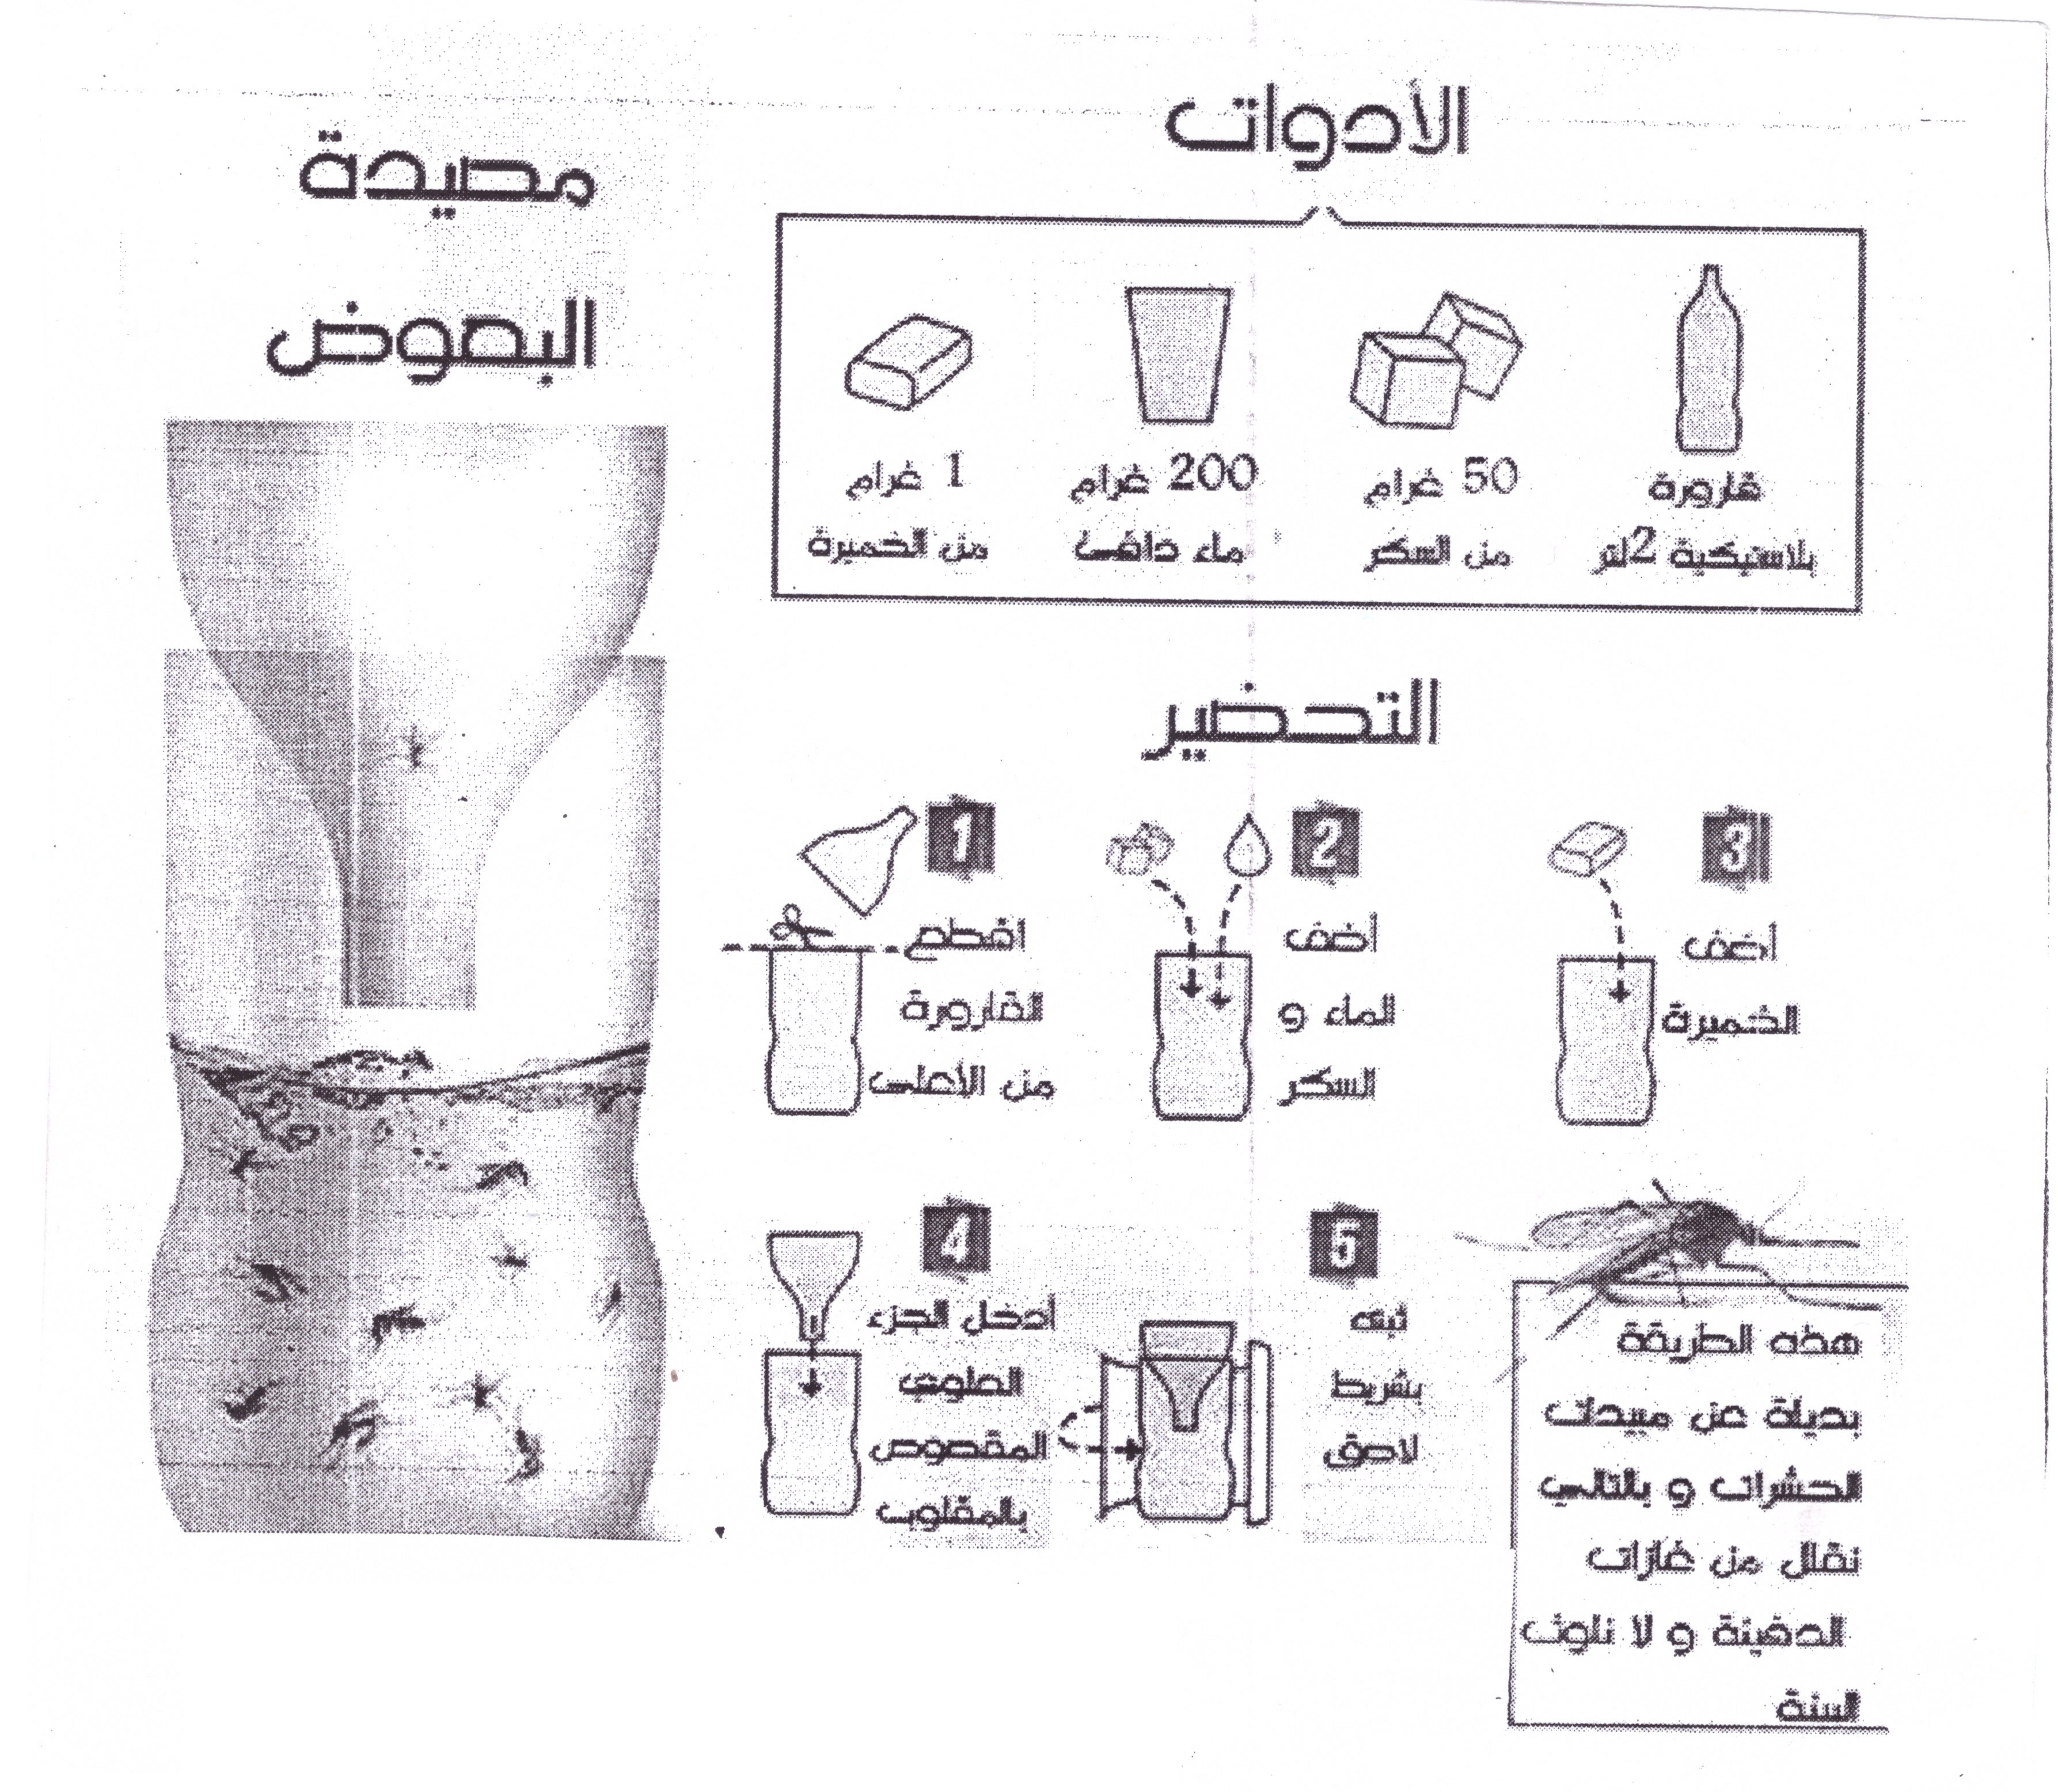 مصيدة
البعوض
الأدوات
قارورة
بلاستيكية 2لتر
50 غرام
من السكر
200 غرام
ماء دافئ
1 غرام
من الخميرة
التحضير
1
اقطع
القارورة
من الأعلى
2
أضف
الماء و
السكر
3
أضف
الخميرة
4
أدخل الجزء
العلوي
المقصوص
بالمقلوب
5
ثبته
بشريط
لاصق
هذه الطريقة
بديلة عن مبيدات
الحشرات و بالتالي
نقلل من غازات
الدفيئة و لا نلوث